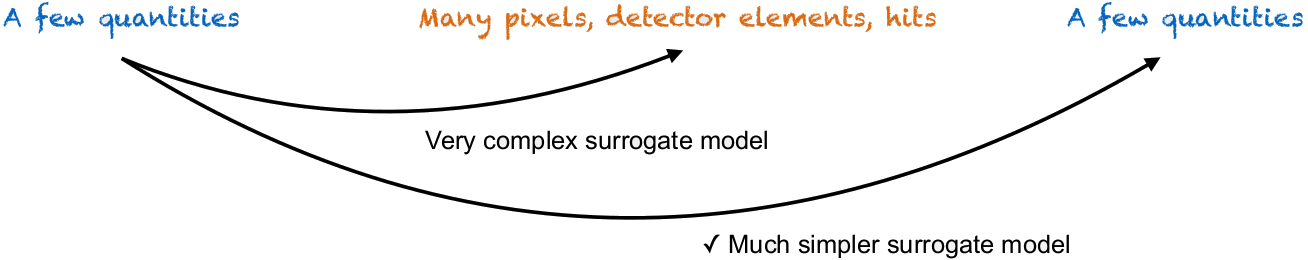 A few quantities
Many pixels, detector elements, hits
A few quantities
Very complex surrogate model
✓ Much simpler surrogate model